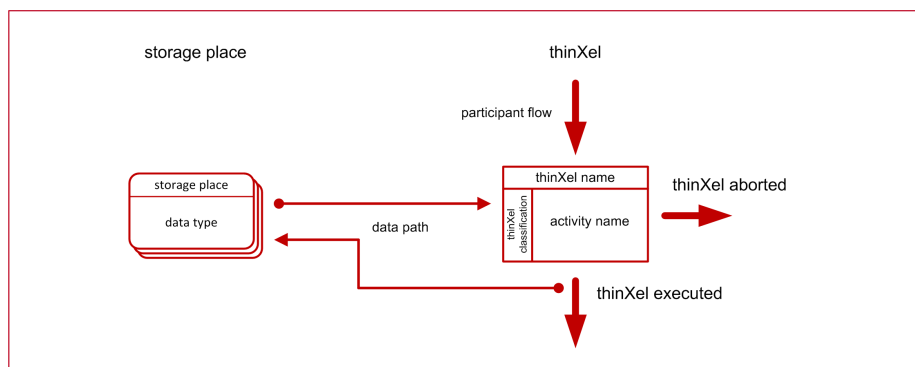 storage place
thinXel
participant flow
storage place
data type
data path
thinXel name
thinXel
classification
activity name
thinXel aborted
thinXel executed